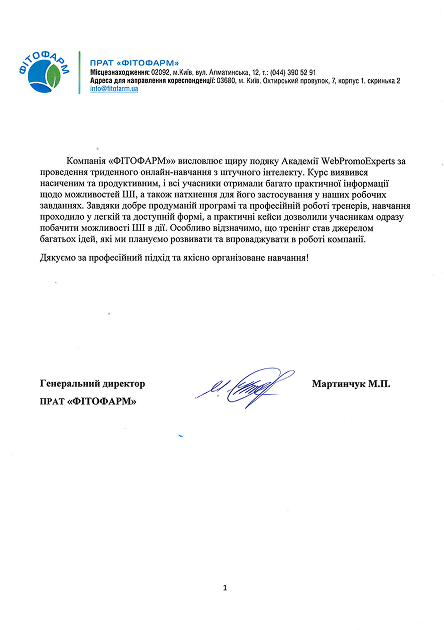 ФІТОФАРМ
ПРАТ «ФІТОФАРМ»
Місцезнаходження: 02092, м.Київ, вул. Алматинська, 12, т.: (044) 390 52 91
Адреса для направлення кореспонденції: 03680, м. Київ, Охтирський провулок, 7, корпус 1, скринька 2
info@fitofarm.ua
Компанія «ФІТОФАРМ»» висловлює щиру подяку Академії WebPromoExperts за
проведення триденного онлайн-навчання з штучного інтелекту. Курс виявився
насиченим та продуктивним, і всі учасники отримали багато практичної інформації
щодо можливостей ШІ, а також натхнення для його застосування у наших робочих
завданнях. Завдяки добре продуманій програмі та професійній роботі тренерів, навчання
проходило у легкій та доступній формі, а практичні кейси дозволили учасникам одразу
побачити можливості ШІ в дії. Особливо відзначимо, що тренінг став джерелом
багатьох ідей, які ми плануємо розвивати та впроваджувати в роботі компанії.
Дякуємо за професійний підхід та якісно організоване навчання!
Генеральний директор Мартинчук М.П.
ПРАТ «ФІТОФАРМ»
1